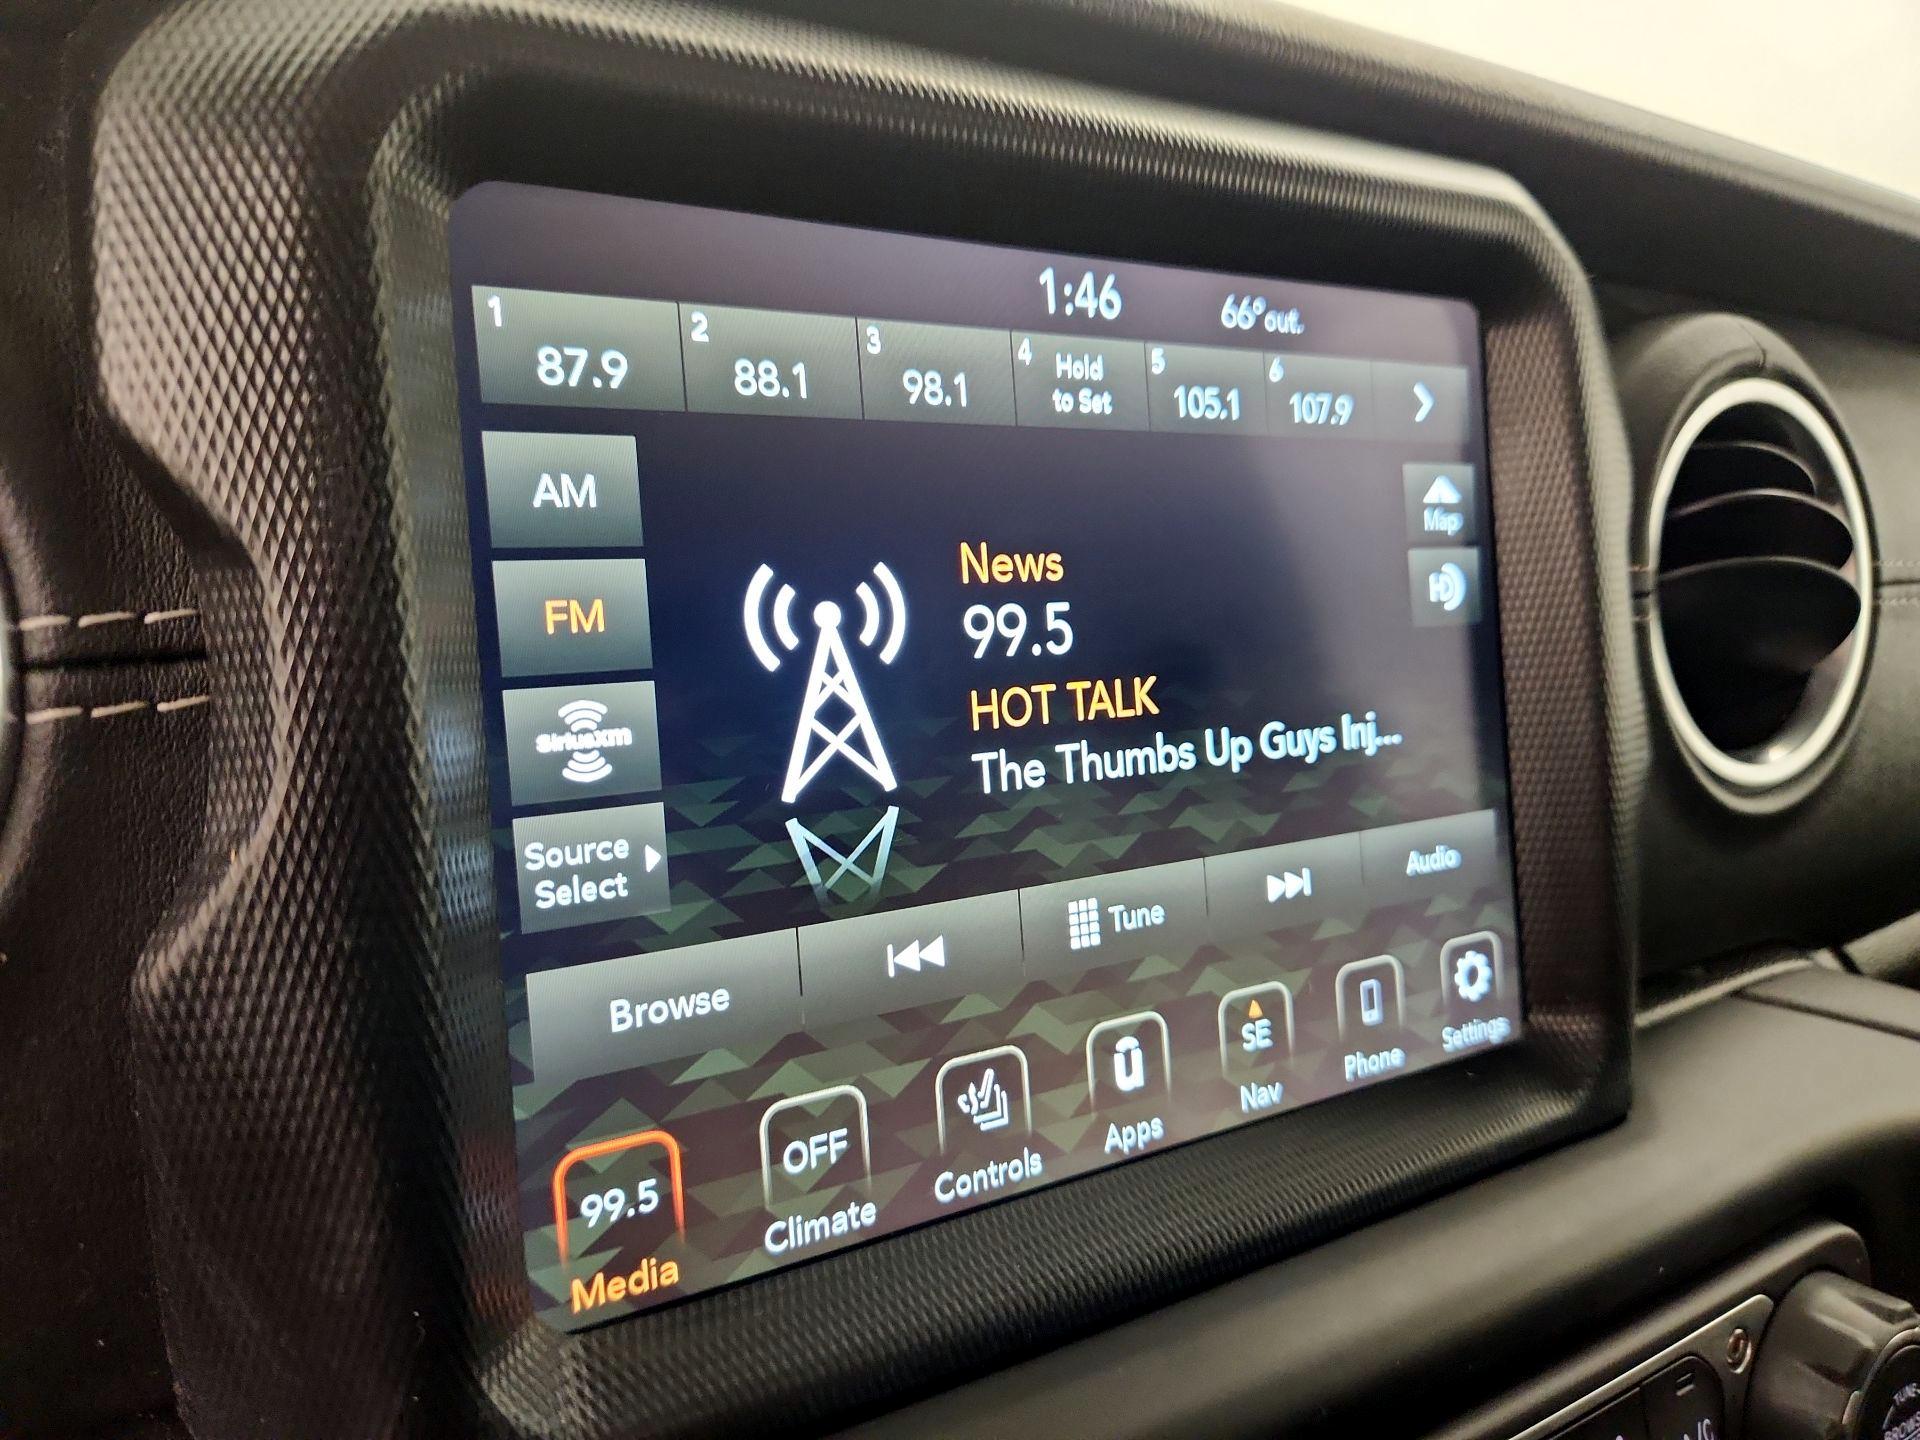 1:46
66° out.
1
87.9
2
88.1
3
98.1
4
Hold
to Set
5
105.1
6
107.9
AM
FM
SiriusXM
Source
Select
Map
HD
News
99.5
HOT TALK
The Thumbs Up Guys Inj...
Browse
Tune
Audio
99.5
Media
OFF
Climate
Controls
Apps
SE
Nav
Phone
Settings
TUNE
A/C